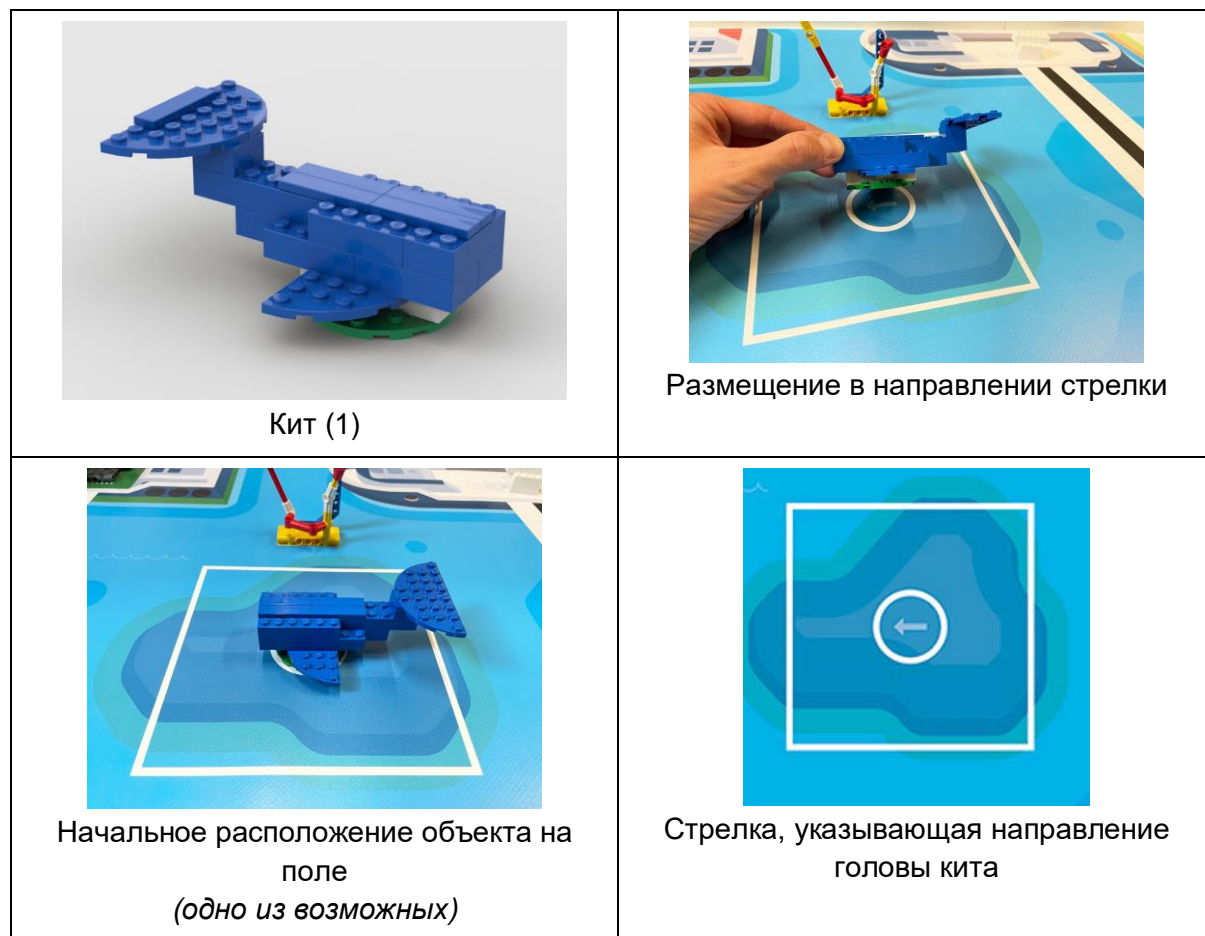 Кит (1)
Размещение в направлении стрелки
Начальное расположение объекта на
поле
(одно из возможных)
Стрелка, указывающая направление
головы кита